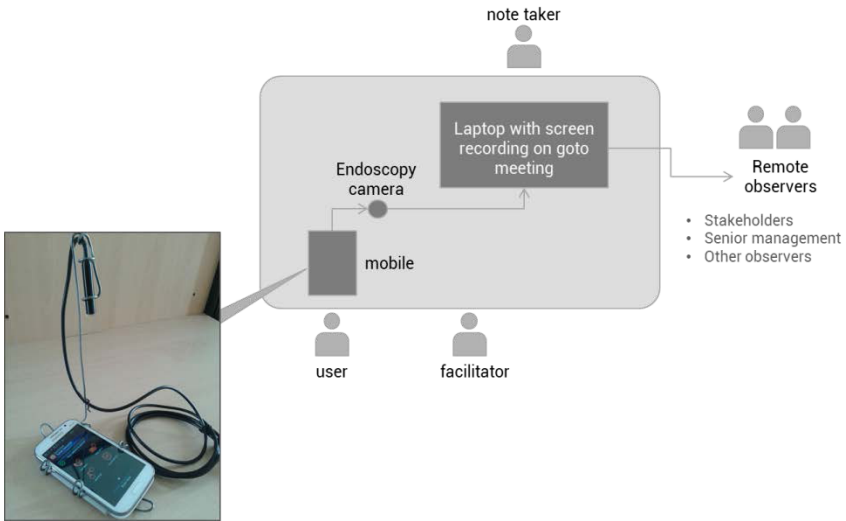 note taker
Laptop with screen
recording on goto
meeting
Endoscopy
camera
mobile
Remote
observers
• Stakeholders
• Senior management
• Other observers
user
facilitator